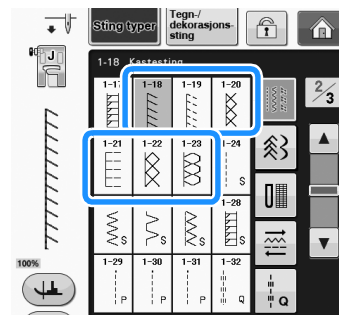 Sting typer
Tegn-/
dekorasjons-
sting
J
1-18 Kastesting
1-17 1-18 1-19 1-20
2/3
1-21 1-22 1-23 1-24
S
1-28
S S S S
1-29 1-30 1-31 1-32
100%
P P P Q
Q